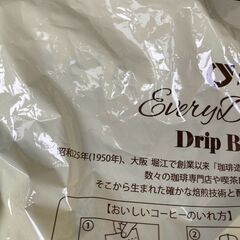 Drip
昭和25年(1950年)、大阪 堀江で創業以来「珈琲
数々の珈琲専門店や喫茶
そこから生まれた確かな焙煎技術と
【おいしいコーヒーのいれ方】
①
②